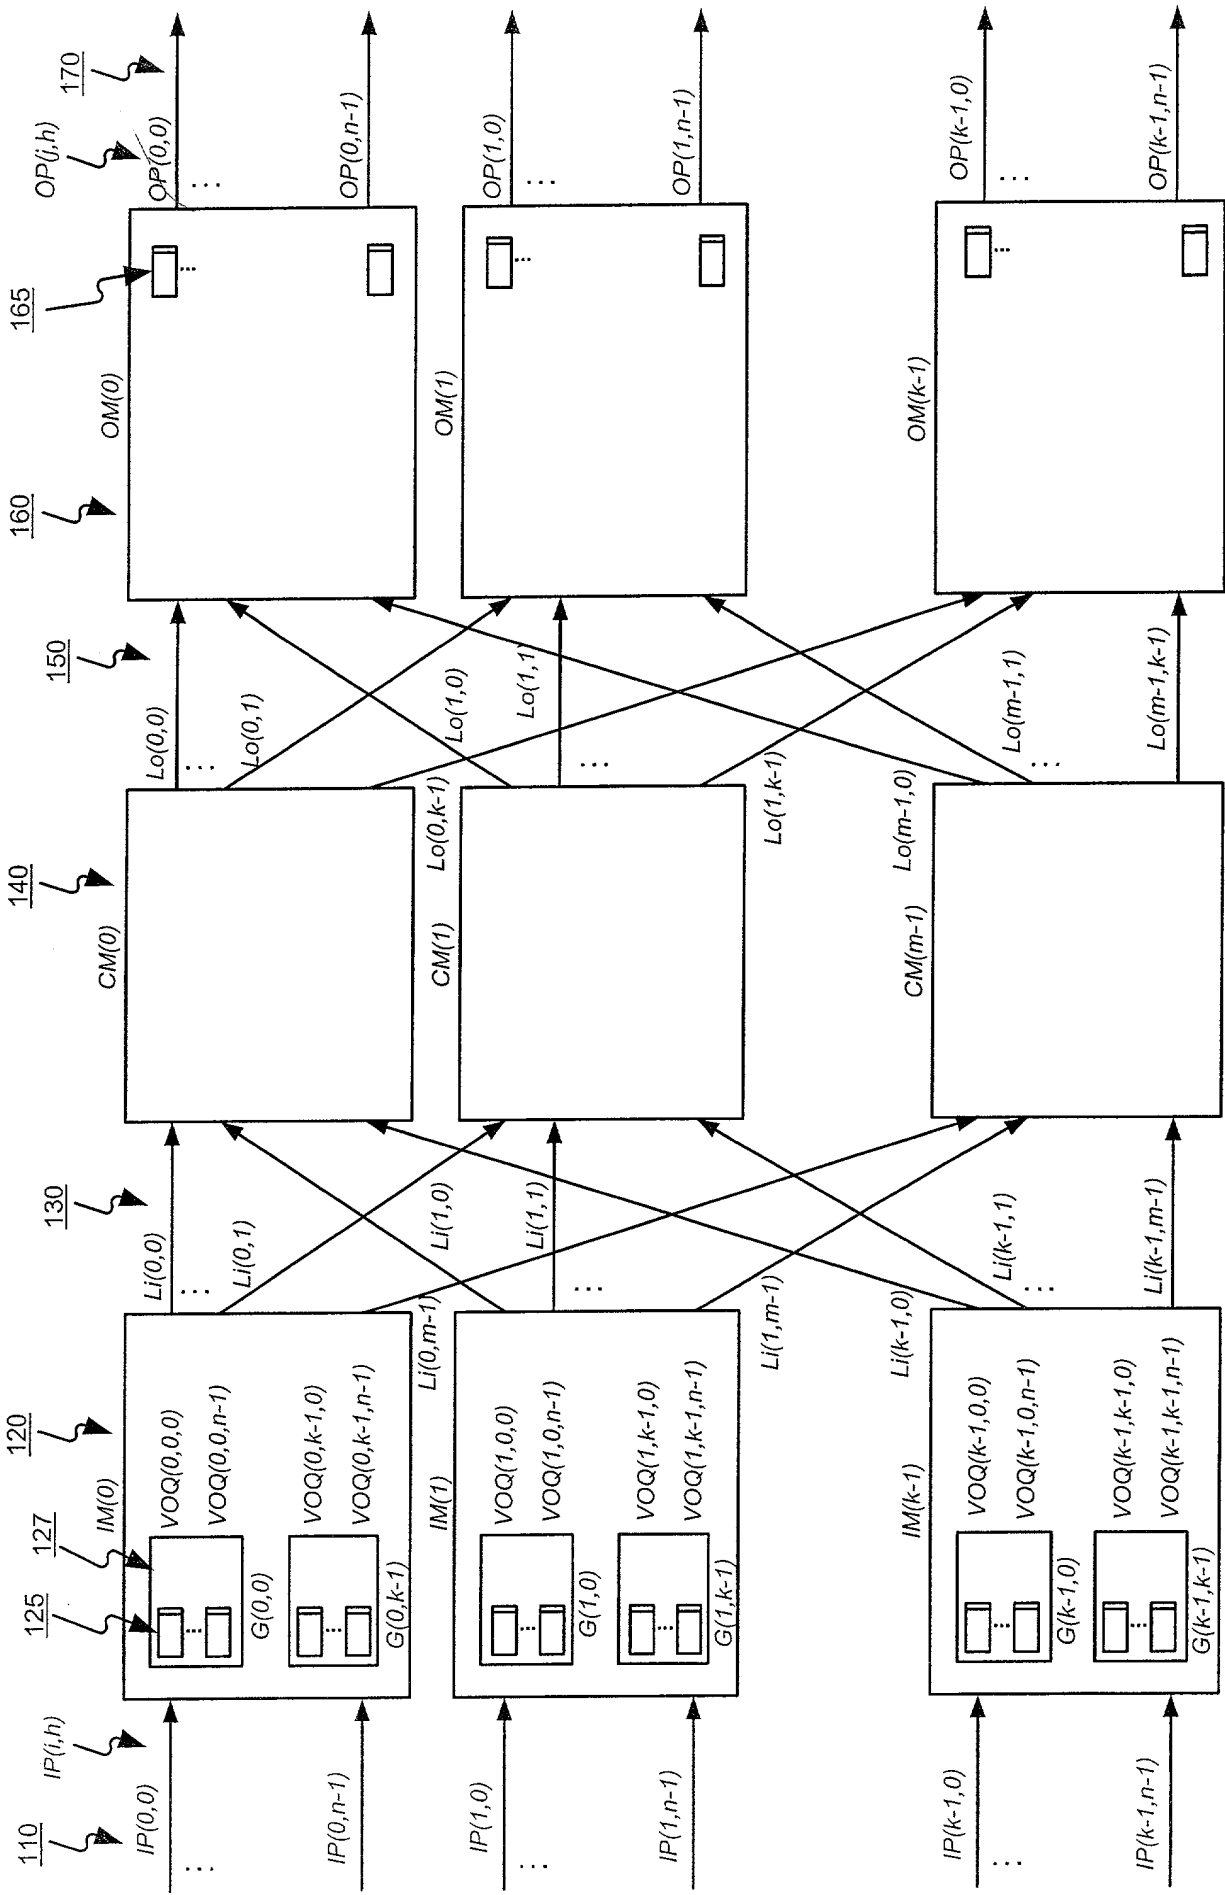 110
IP(i,h)
IP(0,0)
...
IP(0,n-1)
IP(1,0)
...
IP(1,n-1)
IP(k-1,0)
...
IP(k-1,n-1)
125
127
120
IM(0)
VOQ(0,0,0)
...
VOQ(0,0,n-1)
G(0,0)
VOQ(0,k-1,0)
...
VOQ(0,k-1,n-1)
G(0,k-1)
IM(1)
VOQ(1,0,0)
...
VOQ(1,0,n-1)
G(1,0)
VOQ(1,k-1,0)
...
VOQ(1,k-1,n-1)
G(1,k-1)
IM(k-1)
VOQ(k-1,0,0)
...
VOQ(k-1,0,n-1)
G(k-1,0)
VOQ(k-1,k-1,0)
...
VOQ(k-1,k-1,n-1)
G(k-1,k-1)
130
Li(0,0)
...
Li(0,1)
Li(0,m-1)
Li(1,0)
Li(1,1)
...
Li(1,m-1)
Li(k-1,0)
Li(k-1,1)
...
Li(k-1,m-1)
140
CM(0)
CM(1)
CM(m-1)
150
Lo(0,0)
...
Lo(0,1)
Lo(0,k-1)
Lo(1,0)
Lo(1,1)
...
Lo(1,k-1)
Lo(m-1,0)
Lo(m-1,1)
...
Lo(m-1,k-1)
160
165
OM(0)
...
OM(1)
...
OM(k-1)
...
170
OP(j,h)
OP(0,0)
...
OP(0,n-1)
OP(1,0)
...
OP(1,n-1)
OP(k-1,0)
...
OP(k-1,n-1)